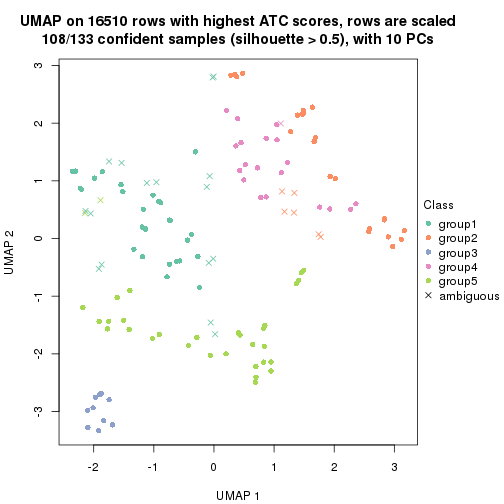 UMAP on 16510 rows with highest ATC scores, rows are scaled
108/133 confident samples (silhouette > 0.5), with 10 PCs
3
2
1
0
-1
-2
-3
UMAP 2
-2
-1
0
1
2
3
UMAP 1
Class
group1
group2
group3
group4
group5
ambiguous